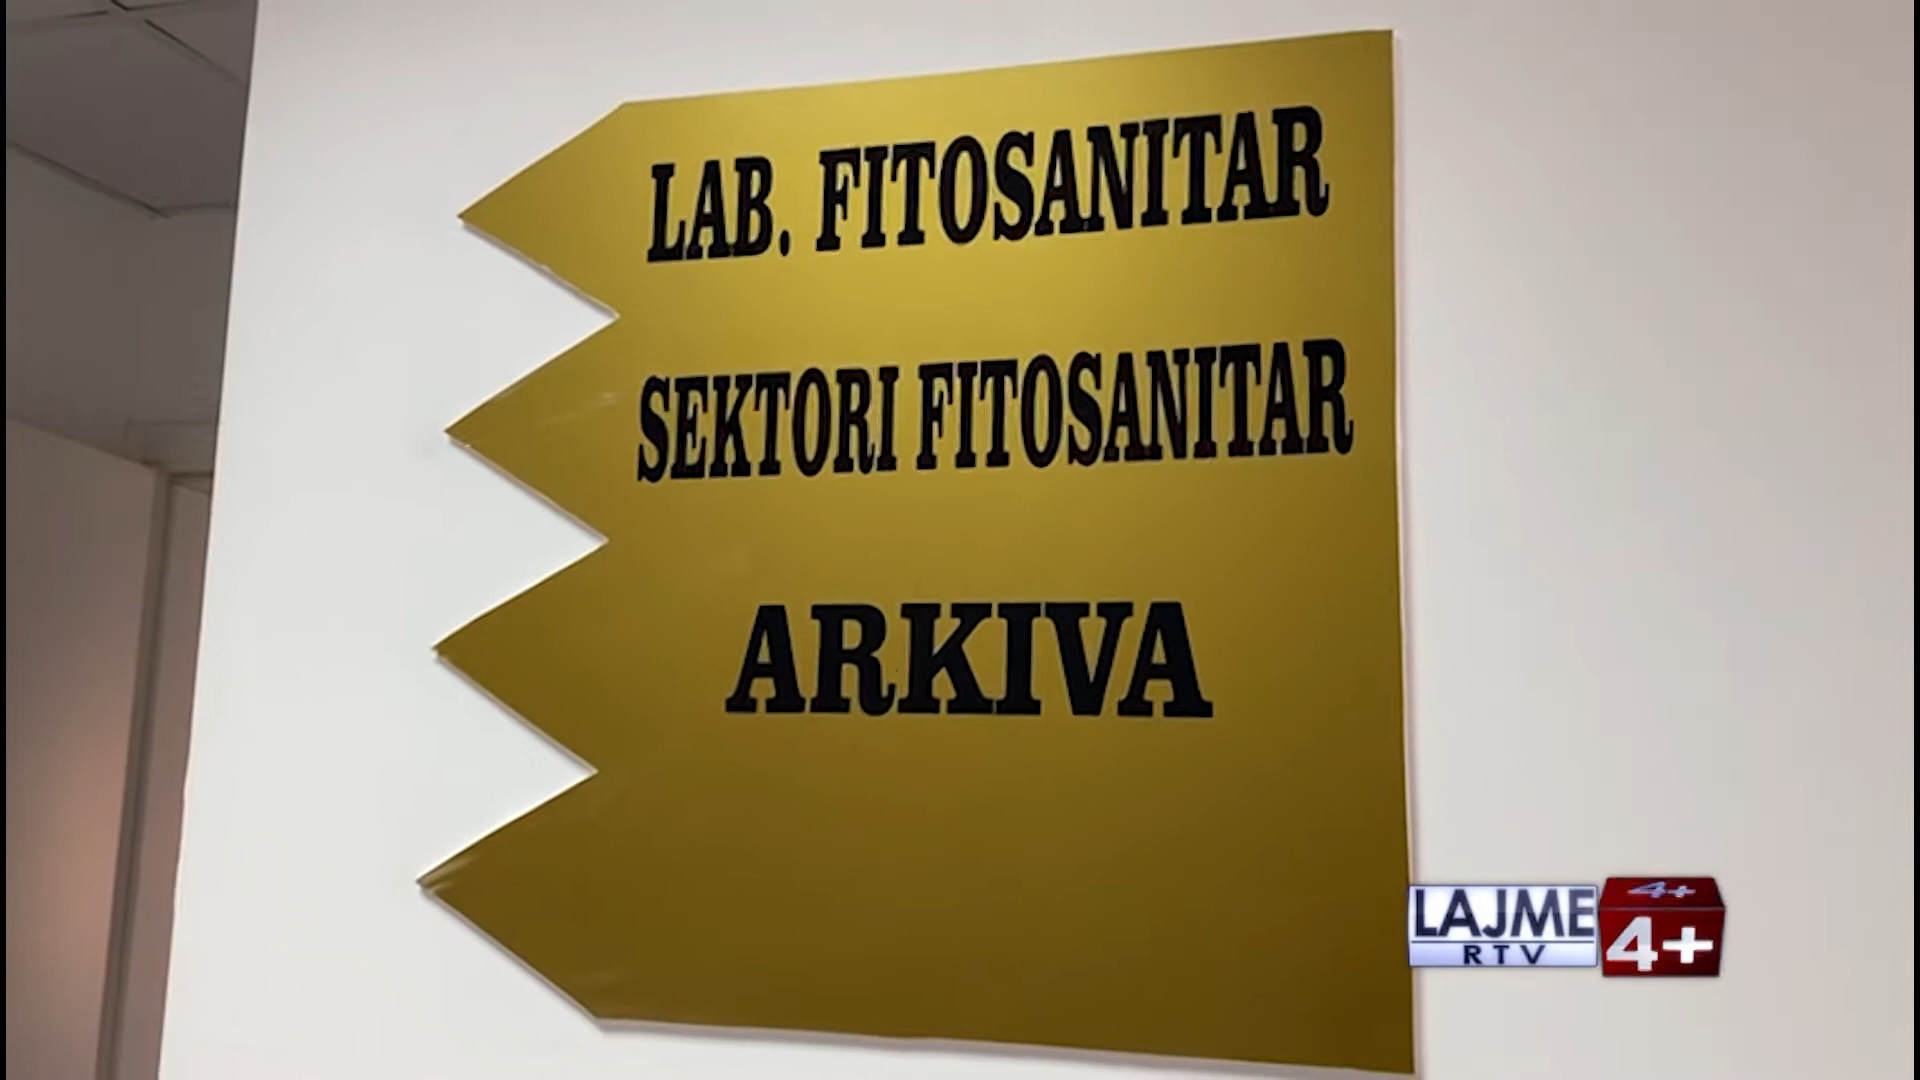 LAB. FITOSANITAR
SEKTORI FITOSANITAR
ARKIVA
LAJME
RTV
4+
4+